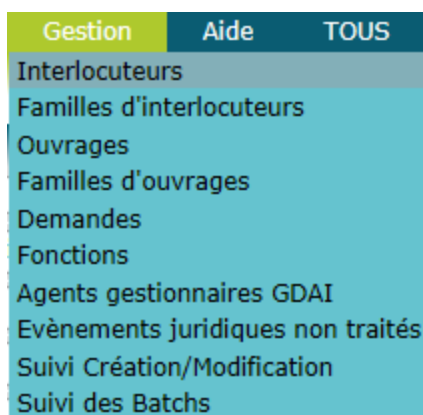 Gestion Aide TOUS
Interlocuteurs
Familles d'interlocuteurs
Ouvrages
Familles d'ouvrages
Demandes
Fonctions
Agents gestionnaires GDAI
Evènements juridiques non traités
Suivi Création/Modification
Suivi des Batchs